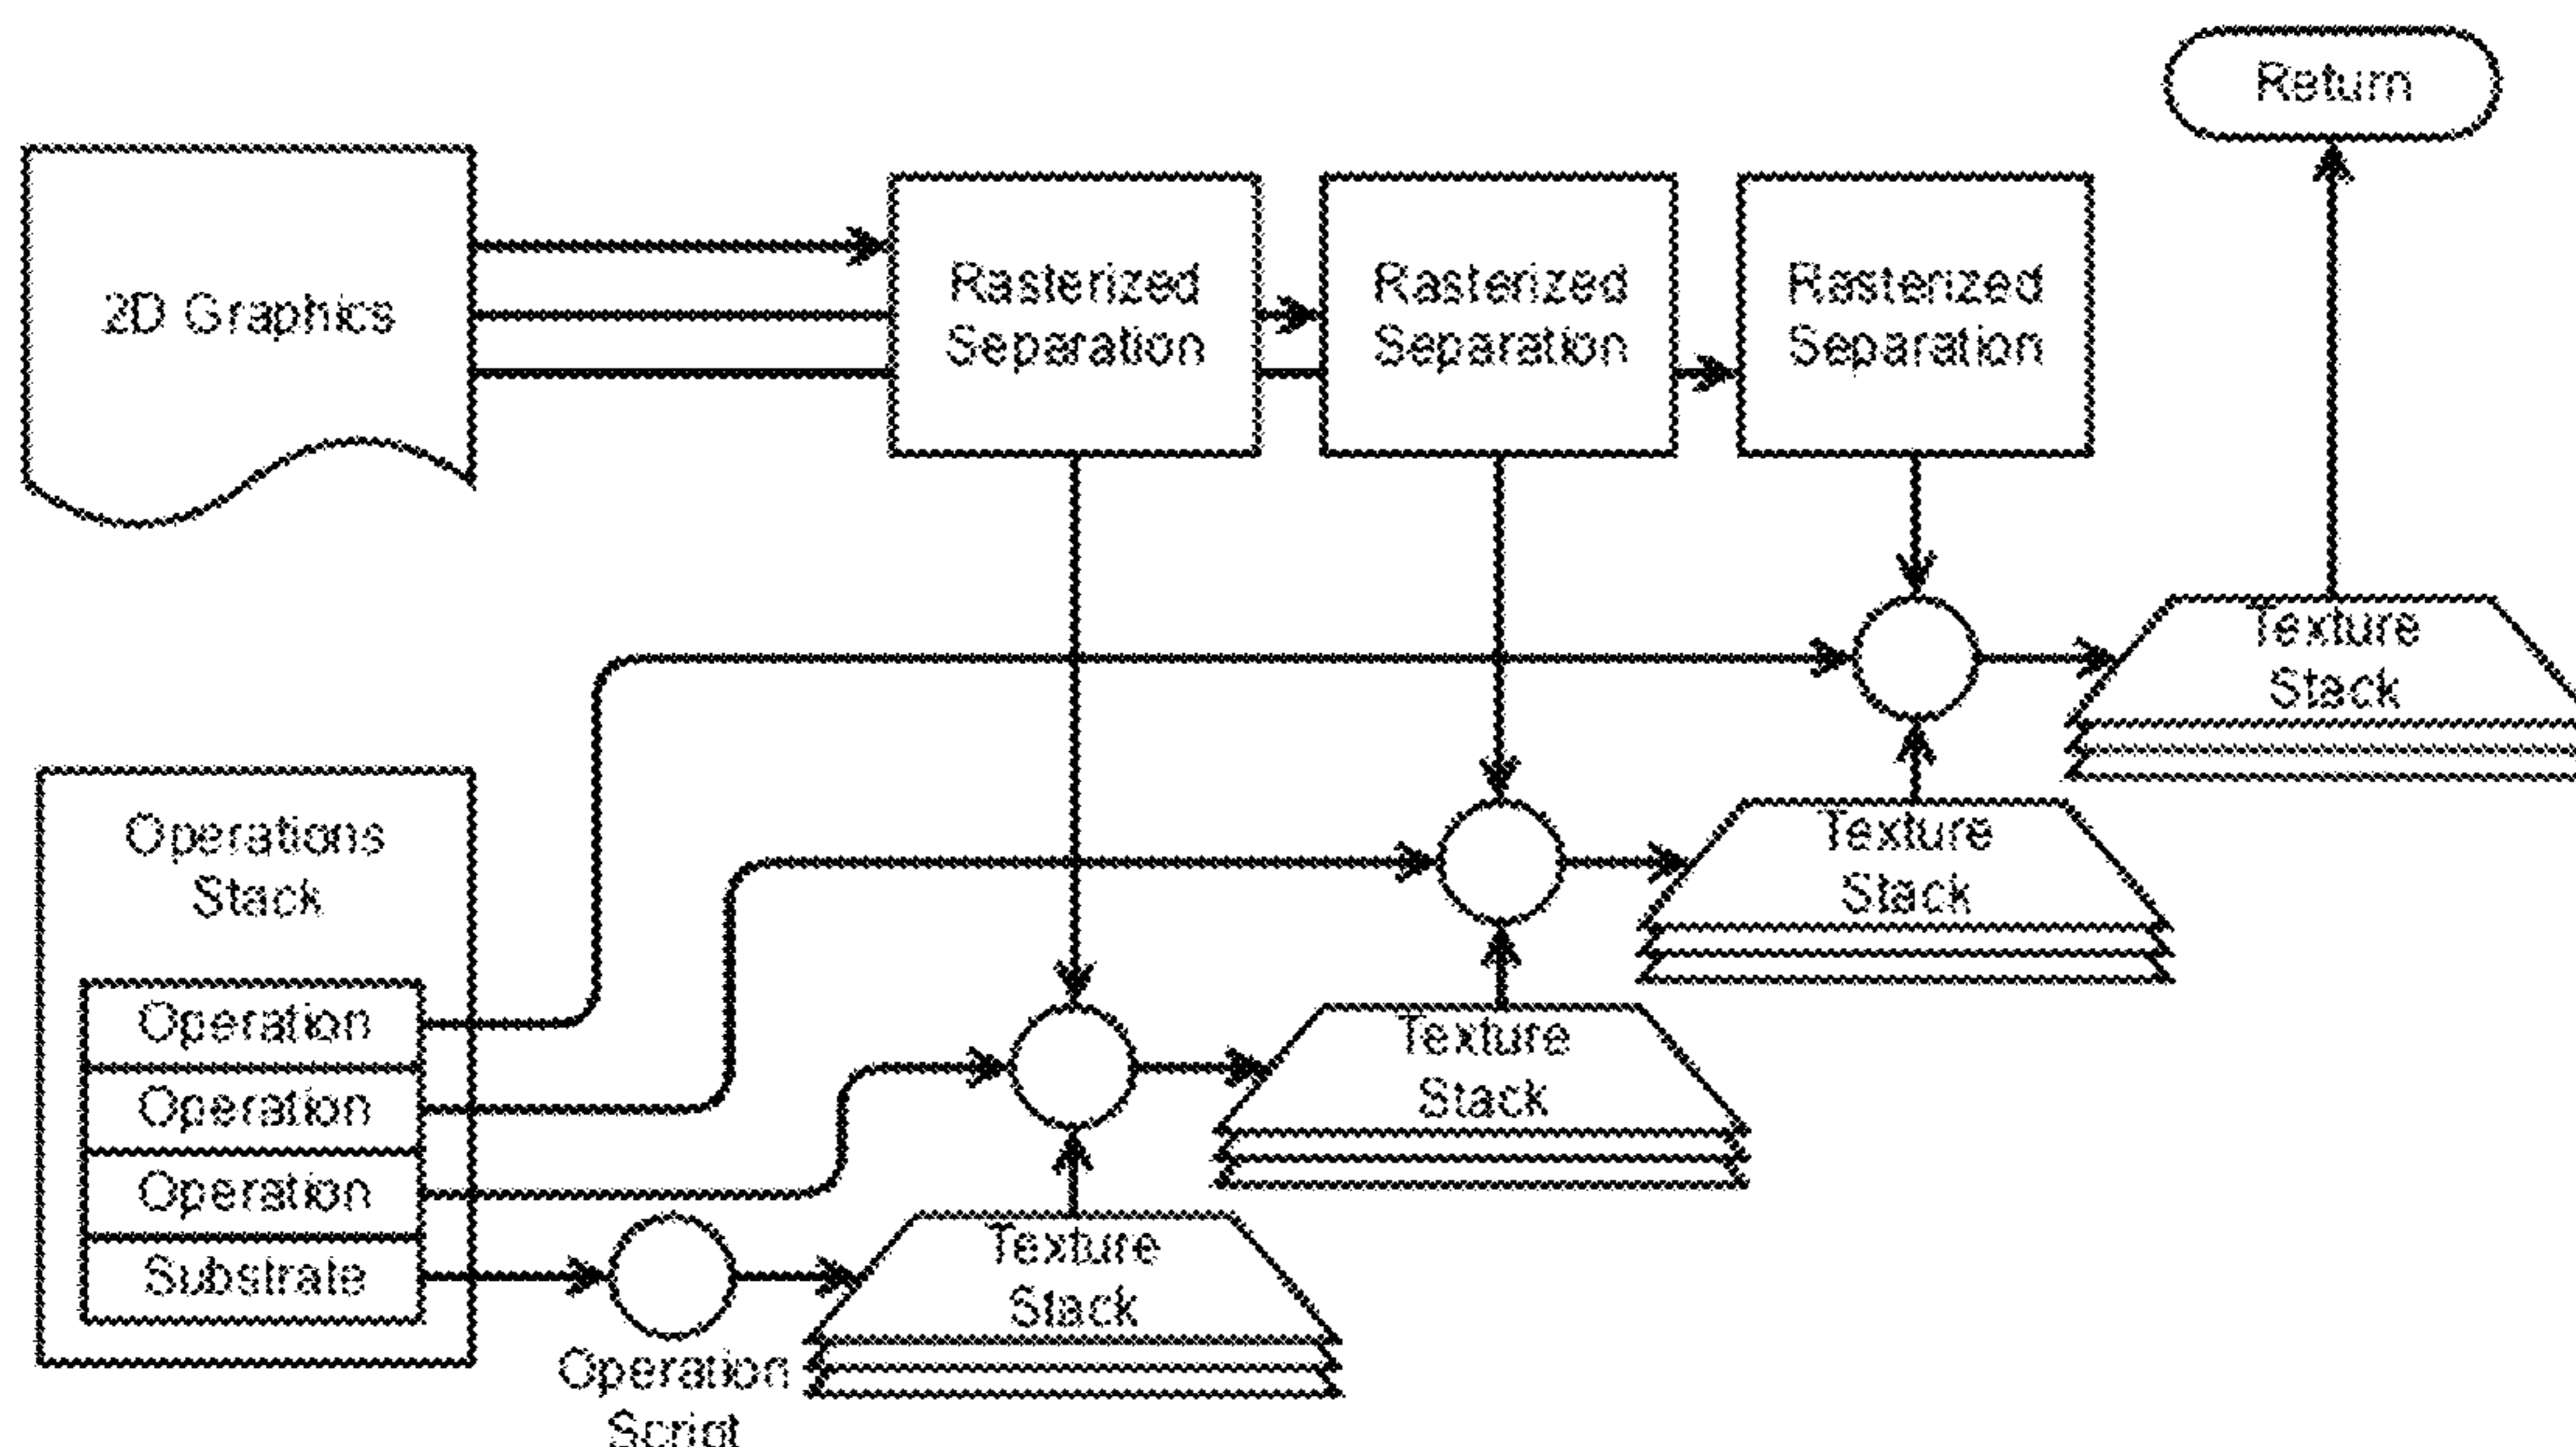 Return
2D Graphics
Rasterized
Separation
Rasterized
Separation
Rasterized
Separation
Texture
Stack
Operations
Stack
Texture
Stack
Operation
Operation
Operation
Substrate
Texture
Stack
Texture
Stack
Operation
Script